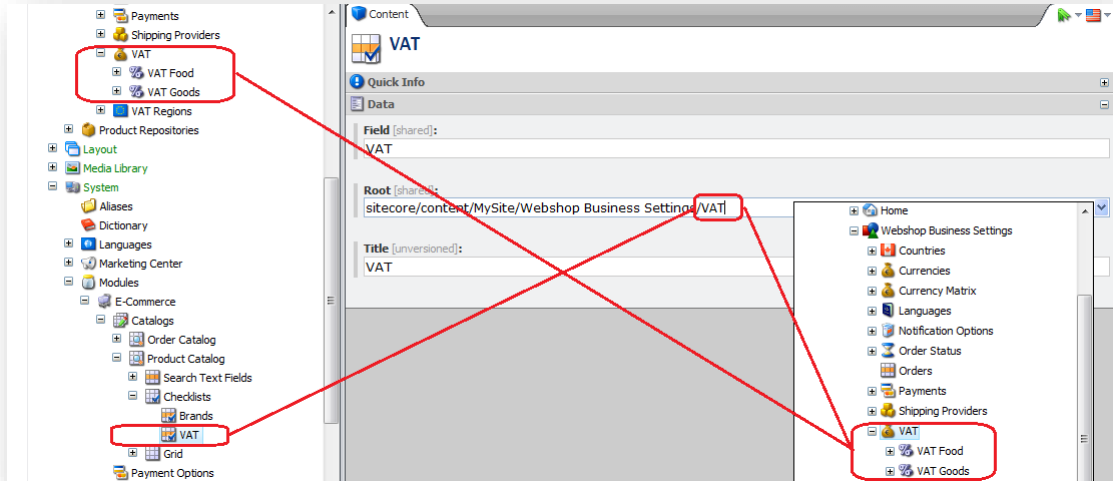 Payments
Shipping Providers
VAT
VAT Food
VAT Goods
VAT Regions
Product Repositories
Layout
Media Library
System
Aliases
Dictionary
Languages
Marketing Center
Modules
E-Commerce
Catalogs
Order Catalog
Product Catalog
Search Text Fields
Checklists
Brands
VAT
Grid
Payment Options
Content
VAT
Quick Info
Data
Field [shared]:
VAT
Root [shared]:
sitecore/content/MySite/Webshop Business Settings/VAT
Title [unversioned]:
VAT
Home
Webshop Business Settings
Countries
Currencies
Currency Matrix
Languages
Notification Options
Order Status
Orders
Payments
Shipping Providers
VAT
VAT Food
VAT Goods